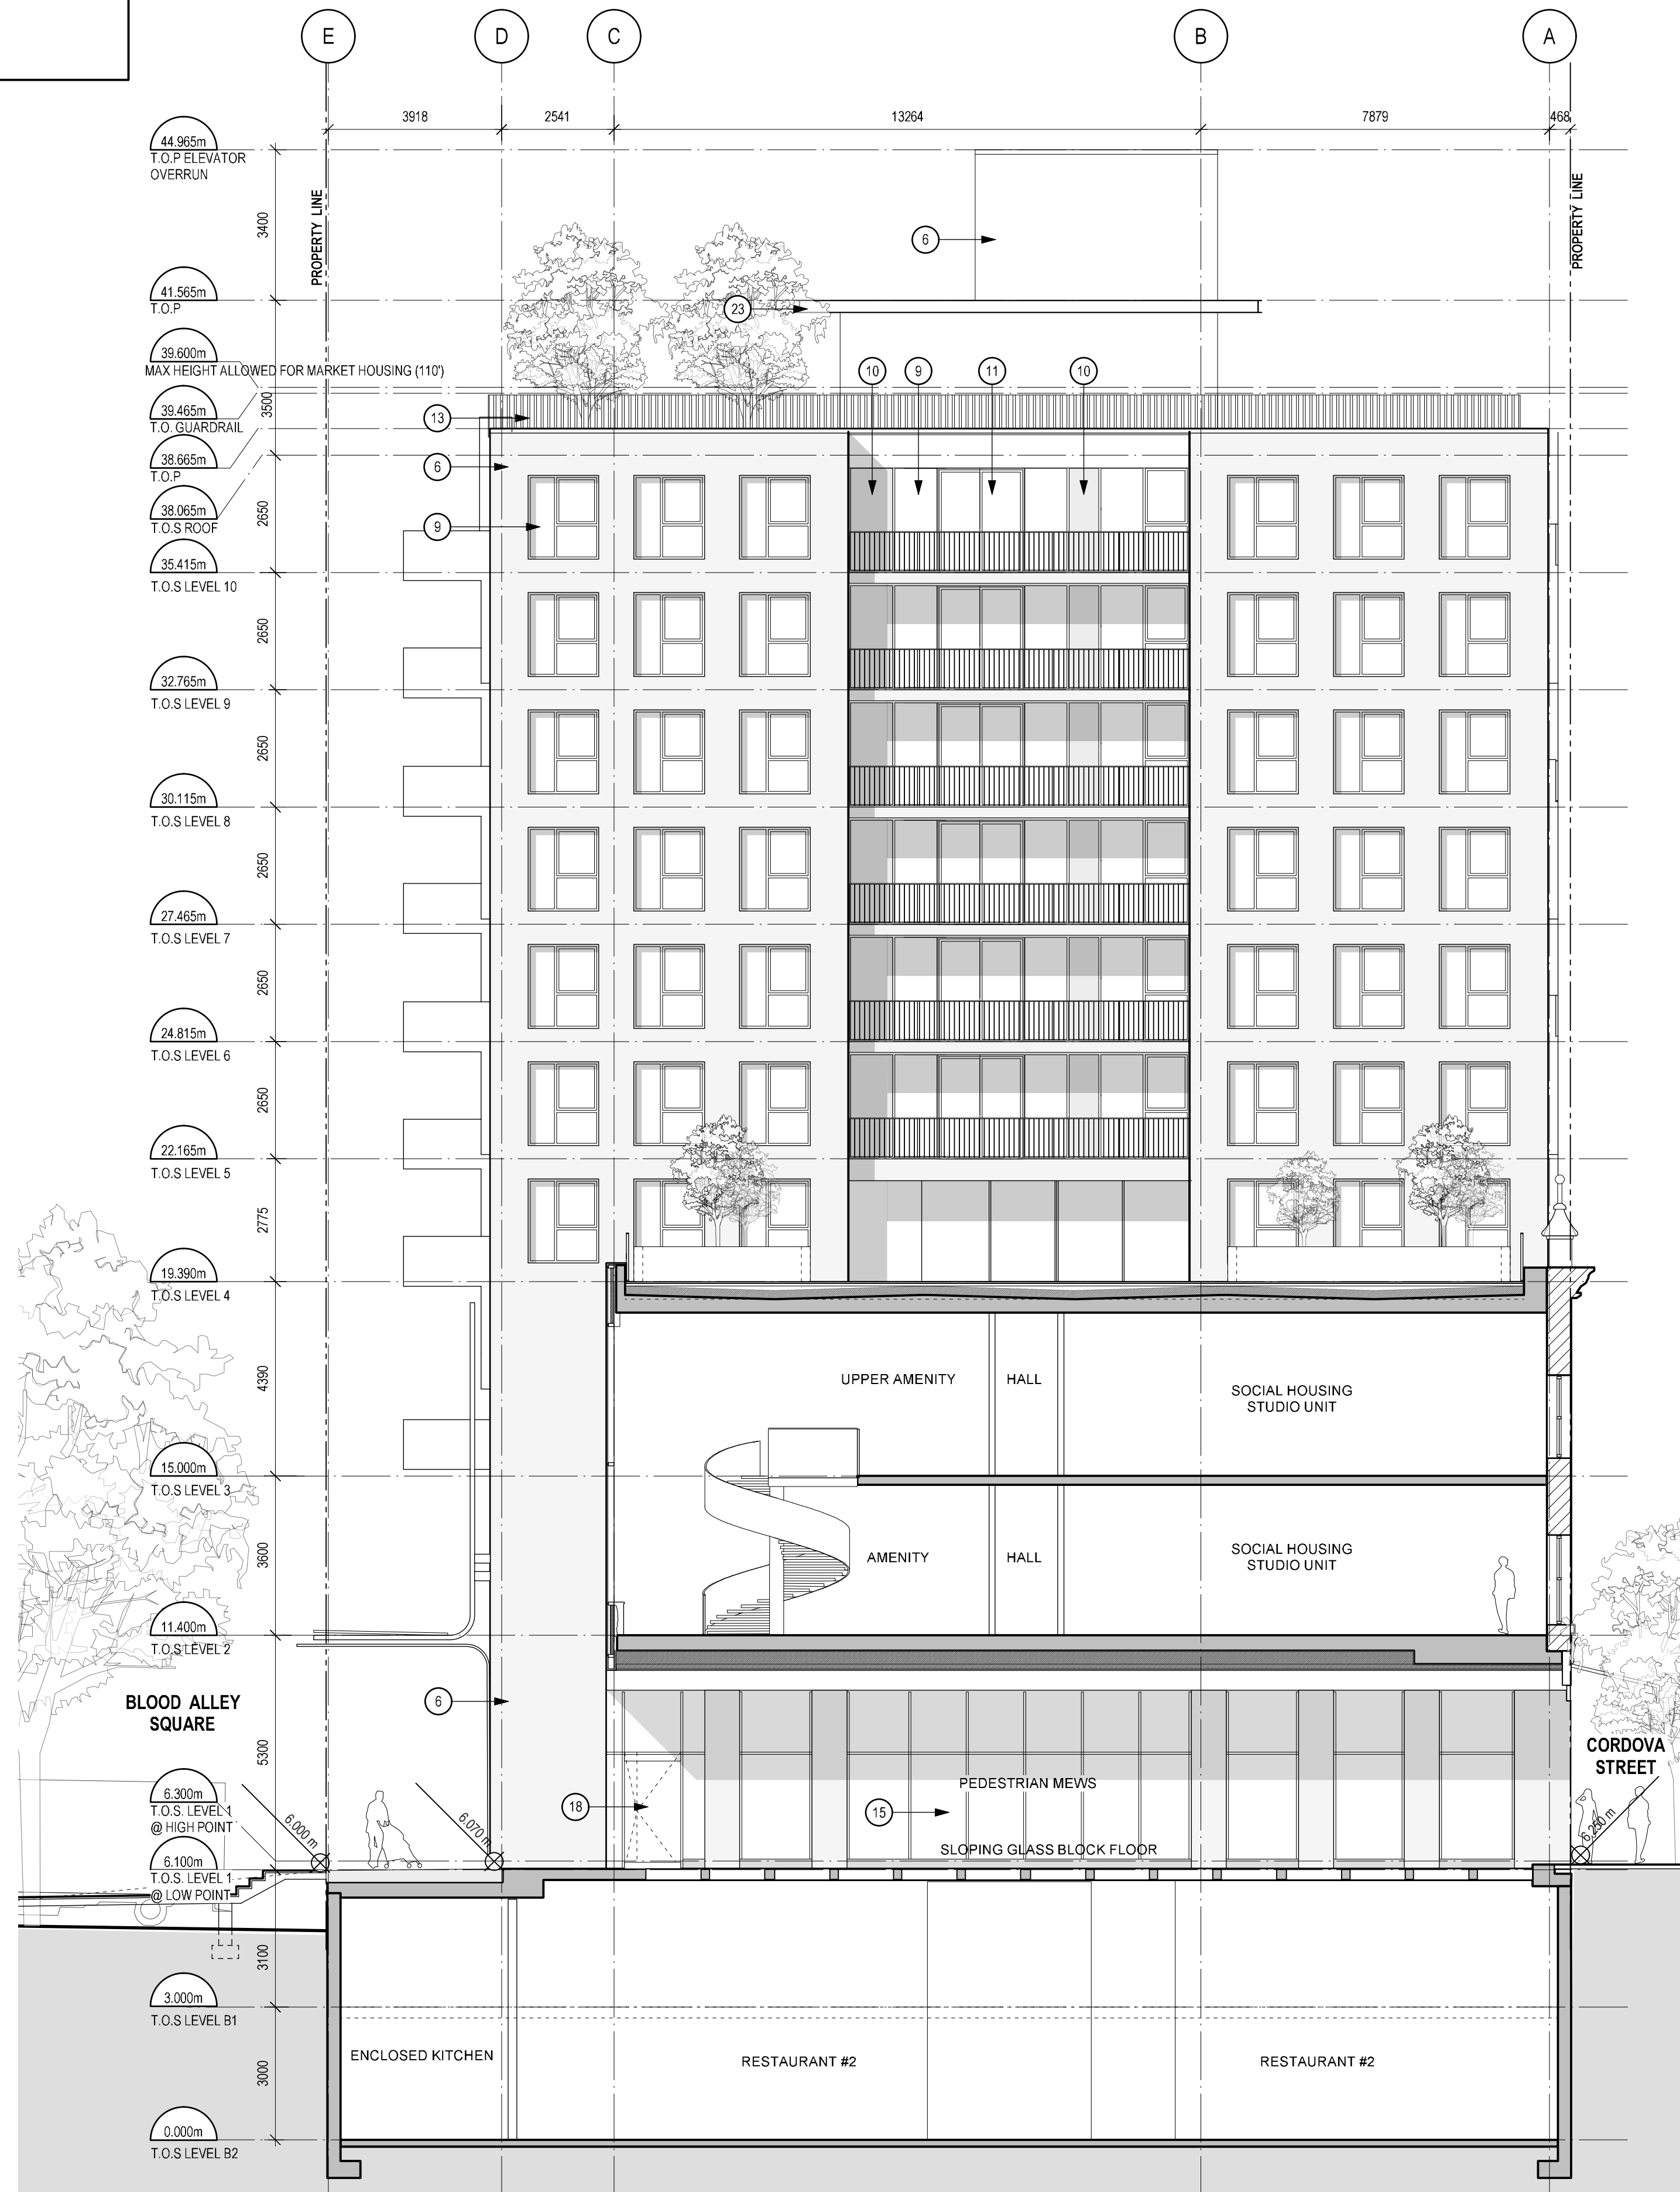 E
D
C
B
A
3918
2541
13264
7879
468
44.965m
T.O.P ELEVATOR
OVERRUN
PROPERTY LINE
PROPERTY LINE
3400
6
41.565m
T.O.P
23
39.600m
MAX HEIGHT ALLOWED FOR MARKET HOUSING (110')
10
9
11
10
3500
39.465m
T.O. GUARDRAIL
13
38.665m
T.O.P
6
38.065m
T.O.S ROOF
2650
9
35.415m
T.O.S LEVEL 10
2650
32.765m
T.O.S LEVEL 9
2650
30.115m
T.O.S LEVEL 8
2650
27.465m
T.O.S LEVEL 7
2650
24.815m
T.O.S LEVEL 6
2650
22.165m
T.O.S LEVEL 5
2775
19.390m
T.O.S LEVEL 4
4390
UPPER AMENITY
HALL
SOCIAL HOUSING
STUDIO UNIT
15.000m
T.O.S LEVEL 3
3600
AMENITY
HALL
SOCIAL HOUSING
STUDIO UNIT
11.400m
T.O.S LEVEL 2
BLOOD ALLEY
SQUARE
6
5300
CORDOVA
STREET
6.300m
T.O.S. LEVEL 1
@ HIGH POINT
6.000 m
6.070 m
18
PEDESTRIAN MEWS
15
6.250 m
SLOPING GLASS BLOCK FLOOR
6.100m
T.O.S. LEVEL 1
@ LOW POINT
3100
3.000m
T.O.S LEVEL B1
ENCLOSED KITCHEN
RESTAURANT #2
RESTAURANT #2
3000
0.000m
T.O.S LEVEL B2